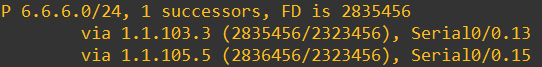 P 6.6.6.0/24, 1 successors, FD is 2835456
        via 1.1.103.3 (2835456/2323456), Serial0/0.13
        via 1.1.105.5 (2836456/2323456), Serial0/0.15